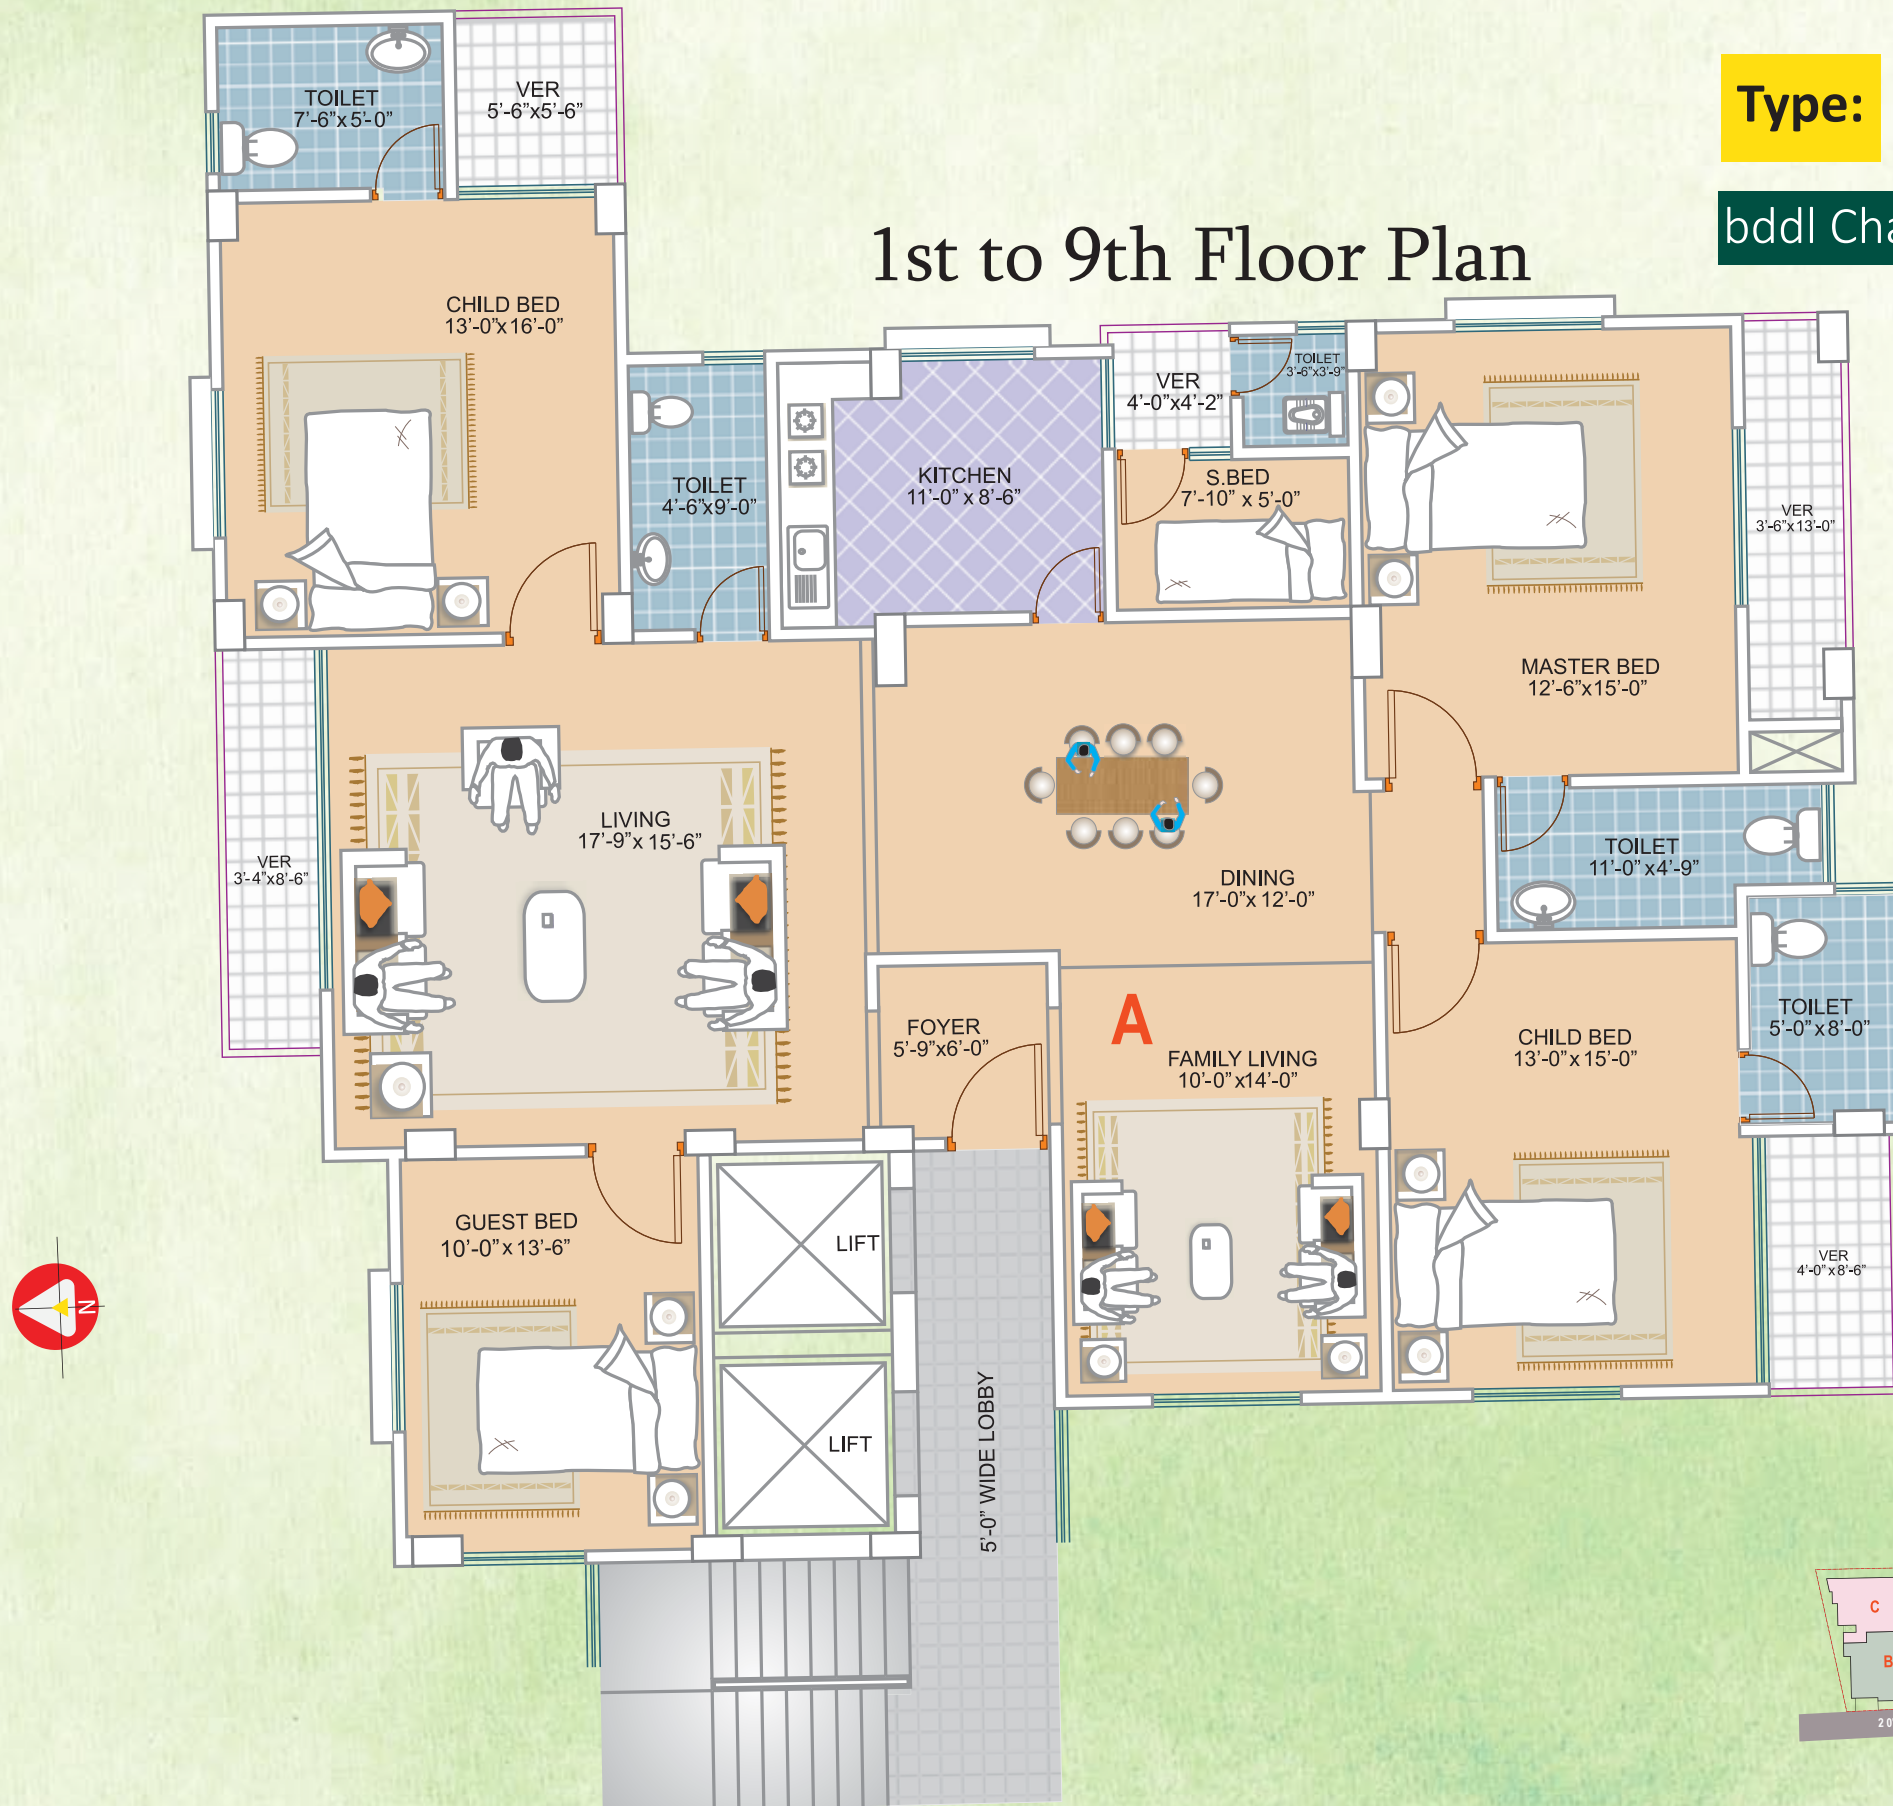 TOILET
7'-6"x 5'-0"
VER
5'-6"x5'-6"
Type:
bddl Cha
1st to 9th Floor Plan
CHILD BED
13'-0"x 16'-0"
TOILET
4'-6"x9'-0"
KITCHEN
11'-0" x 8'-6"
VER
4'-0"x4'-2"
TOILET
3'-6"x3'-9"
S.BED
7'-10" x 5'-0"
VER
3'-6"x13'-0"
MASTER BED
12'-6"x15'-0"
LIVING
17'-9"x 15'-6"
VER
3'-4"x8'-6"
DINING
17'-0"x 12'-0"
TOILET
11'-0"x4'-9"
FOYER
5'-9"x6'-0"
A
FAMILY LIVING
10'-0"x14'-0"
CHILD BED
13'-0"x 15'-0"
TOILET
5'-0"x 8'-0"
GUEST BED
10'-0"x 13'-6"
LIFT
VER
4'-0"x 8'-6"
N
LIFT
5'-0" WIDE LOBBY
C
B
20